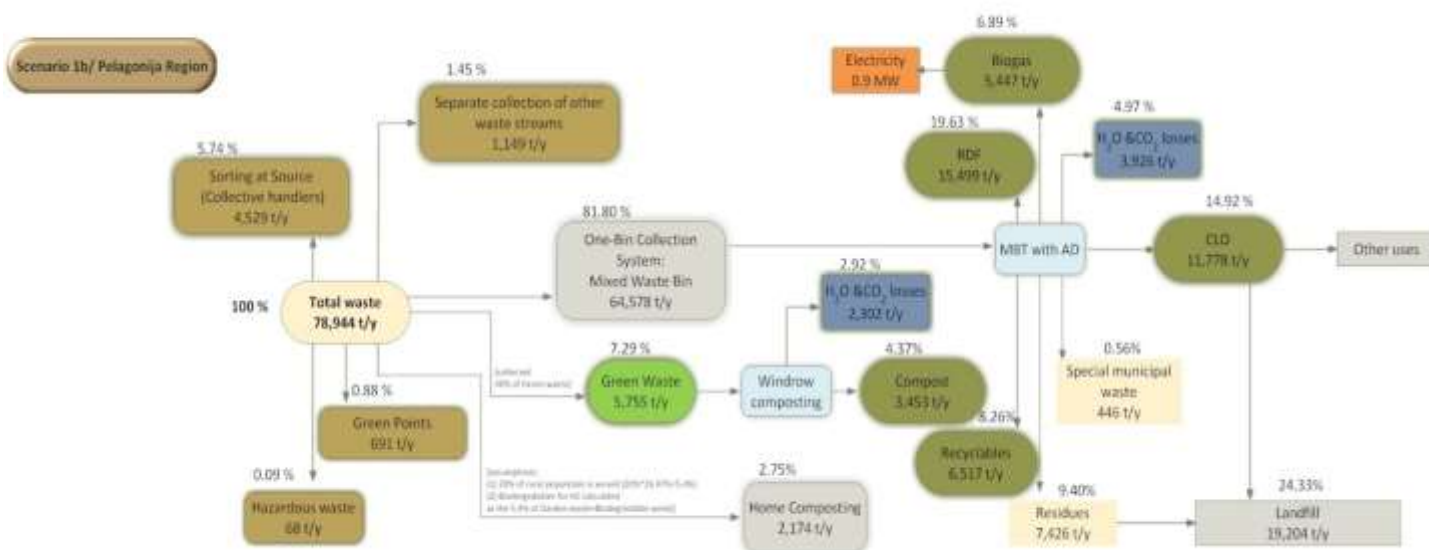 Scenario 1b/ Pelagonija Region
1.45 %
Separate collection of other
waste streams
1,149 t/y
5.74 %
Sorting at Source
(Collective handlers)
4,529 t/y
81.80 %
One-Bin Collection
System:
Mixed Waste Bin
64,578 t/y
100 %
Total waste
78,944 t/y
7.29 %
Green Waste
5,755 t/y
Windrow
composting
2.92 %
H2O &CO2 losses
2,302 t/y
4.37%
Compost
3,453 t/y
0.88 %
Green Points
691 t/y
0.09 %
Hazardous waste
68 t/y
2.75%
Home Composting
2,174 t/y
6.89 %
Biogas
5,447 t/y
Electricity
0.9 MW
19.63 %
RDF
15,499 t/y
4.97 %
H2O &CO2 losses
3,926 t/y
MBT with AD
14.92 %
CLO
11,778 t/y
Other uses
0.56%
Special municipal
waste
446 t/y
8.26%
Recyclables
6,517 t/y
9.40%
Residues
7,426 t/y
24.33%
Landfill
19,204 t/y